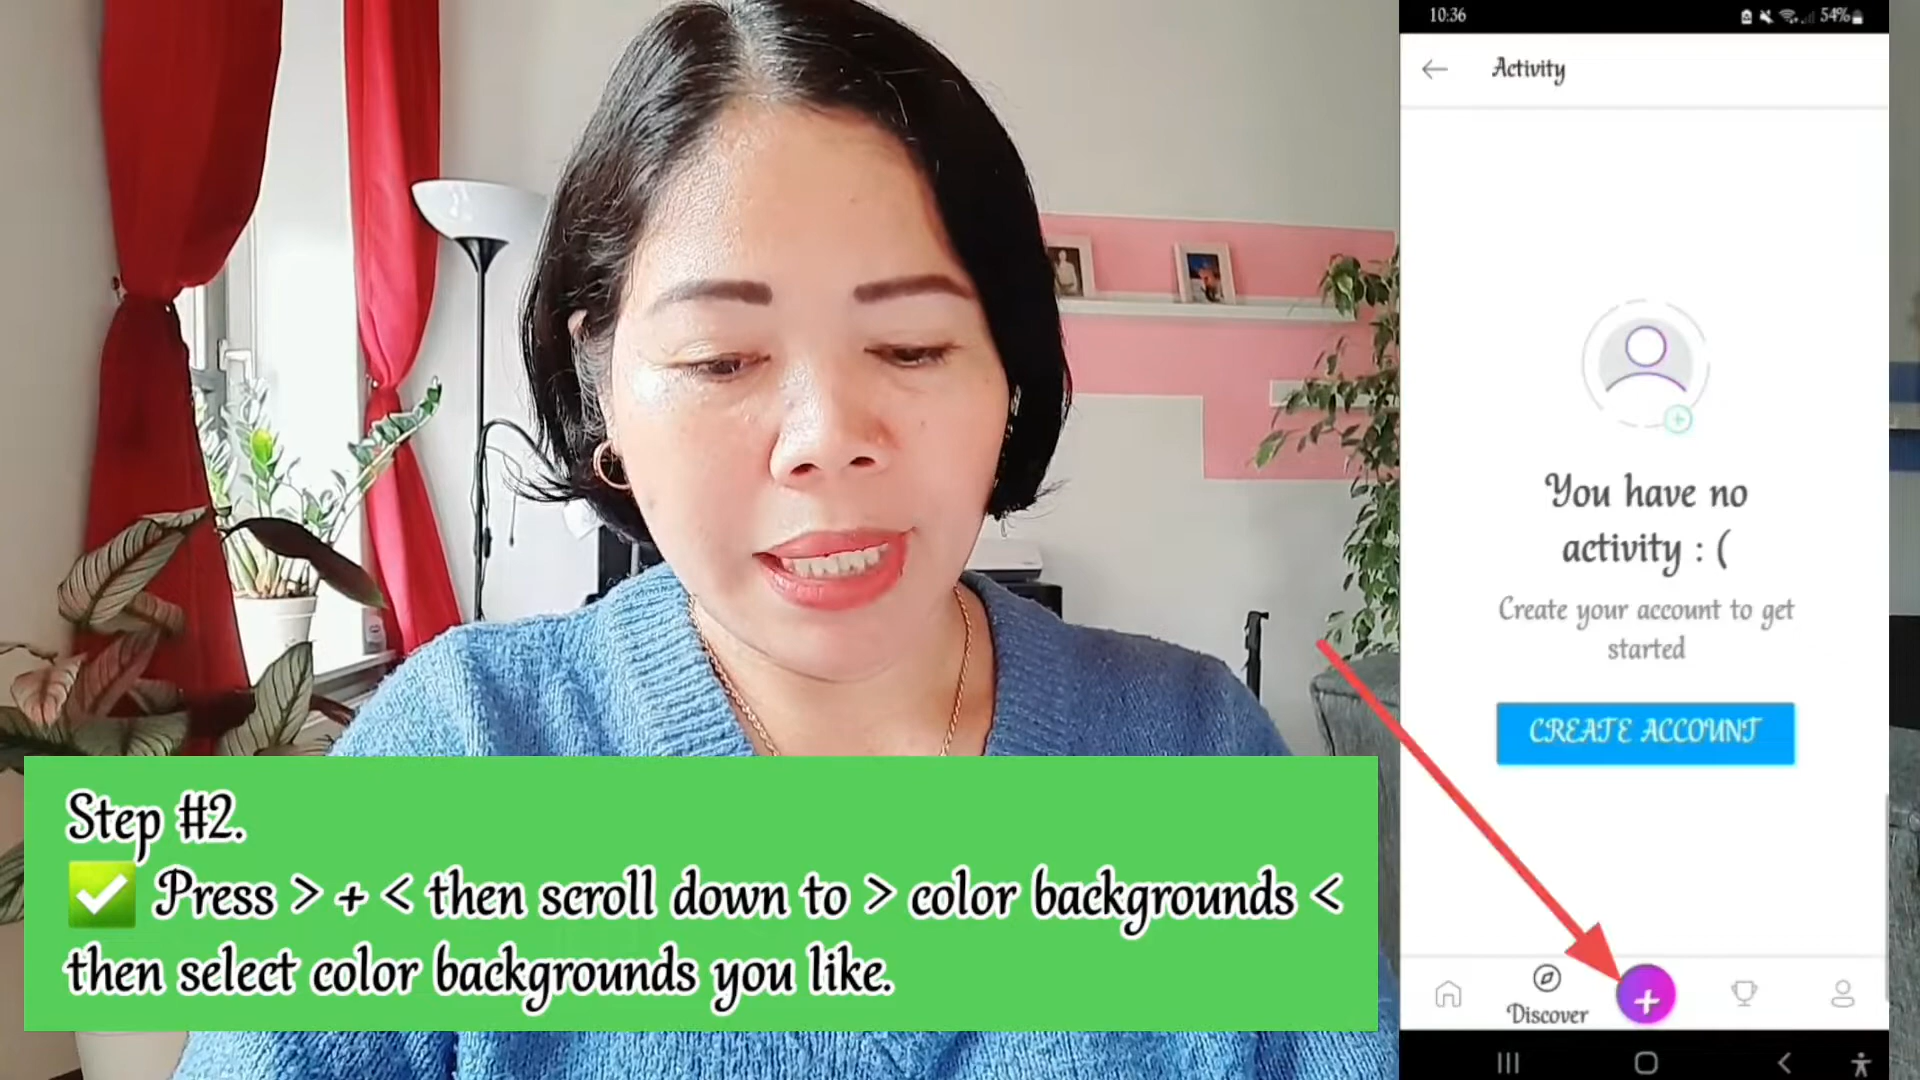 10:36
54%
Activity
You have no
activity : (
Create your account to get
started
CREATE ACCOUNT
Step #2.
✅ Press > + < then scroll down to > color backgrounds <
then select color backgrounds you like.
Discover